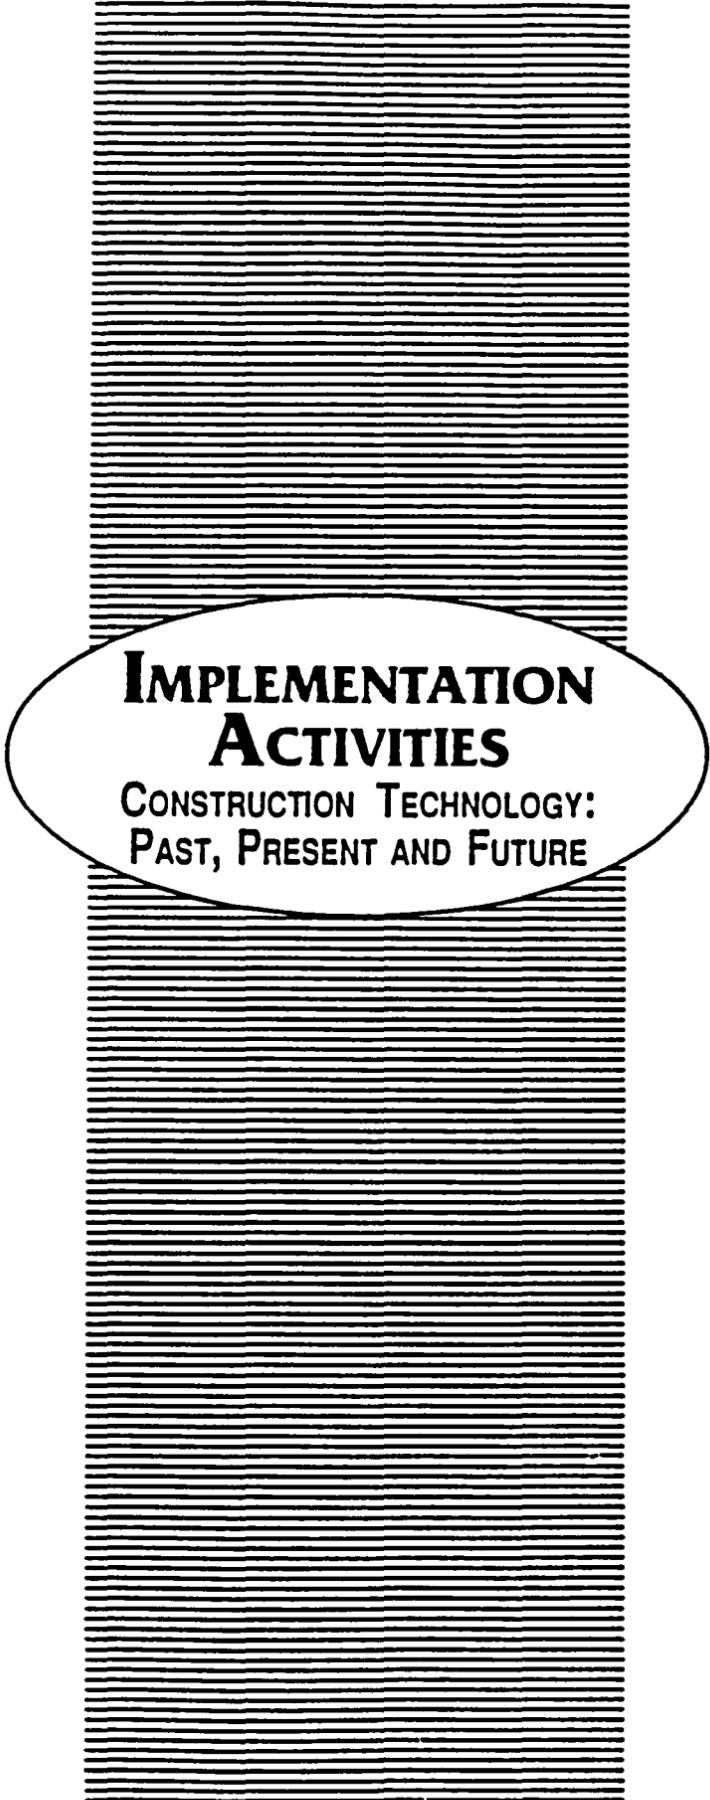 IMPLEMENTATION
ACTIVITIES
CONSTRUCTION TECHNOLOGY:
PAST, PRESENT AND FUTURE